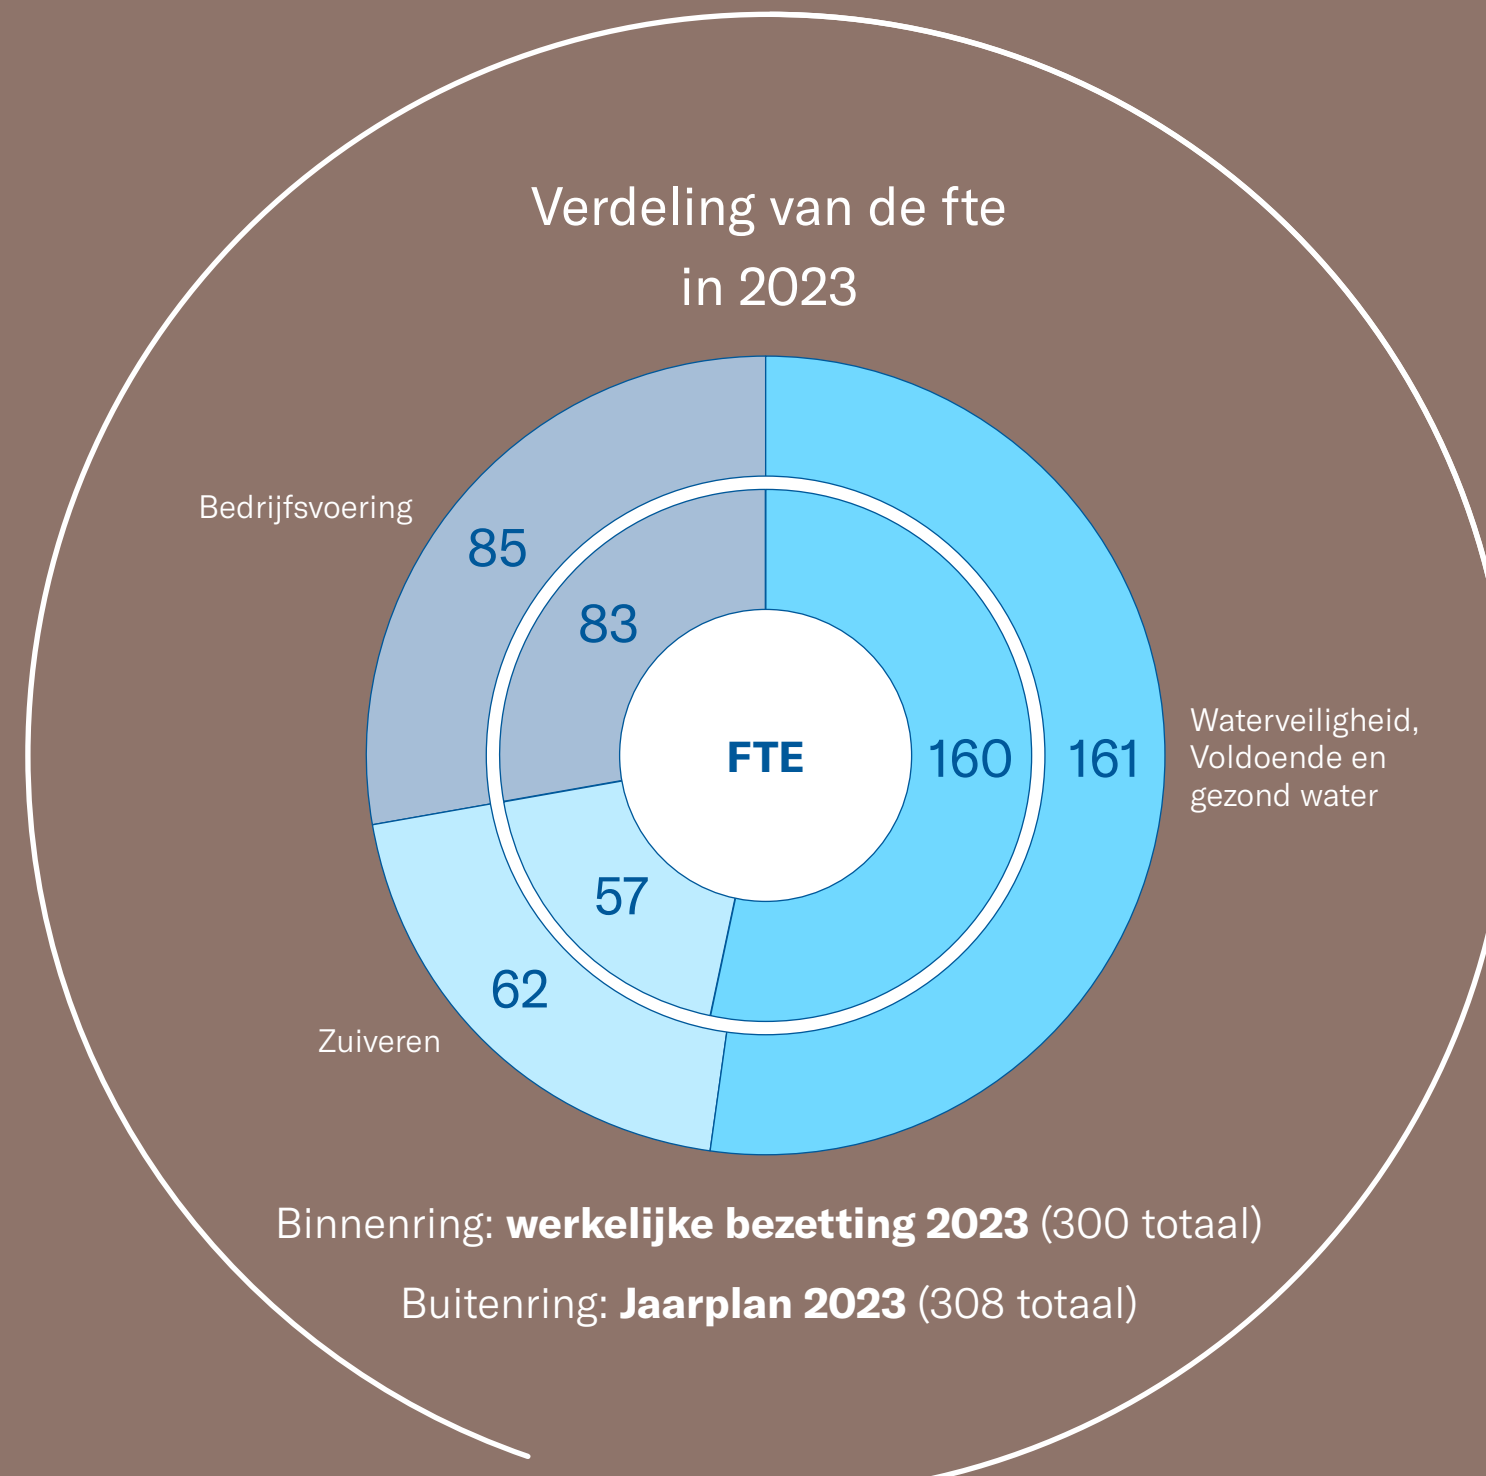 Verdeling van de fte
in 2023
Bedrijfsvoering
85
83
FTE
160
161
Waterveiligheid,
Voldoende en
gezond water
57
62
Zuiveren
Binnenring: werkelijke bezetting 2023 (300 totaal)
Buitenring: Jaarplan 2023 (308 totaal)